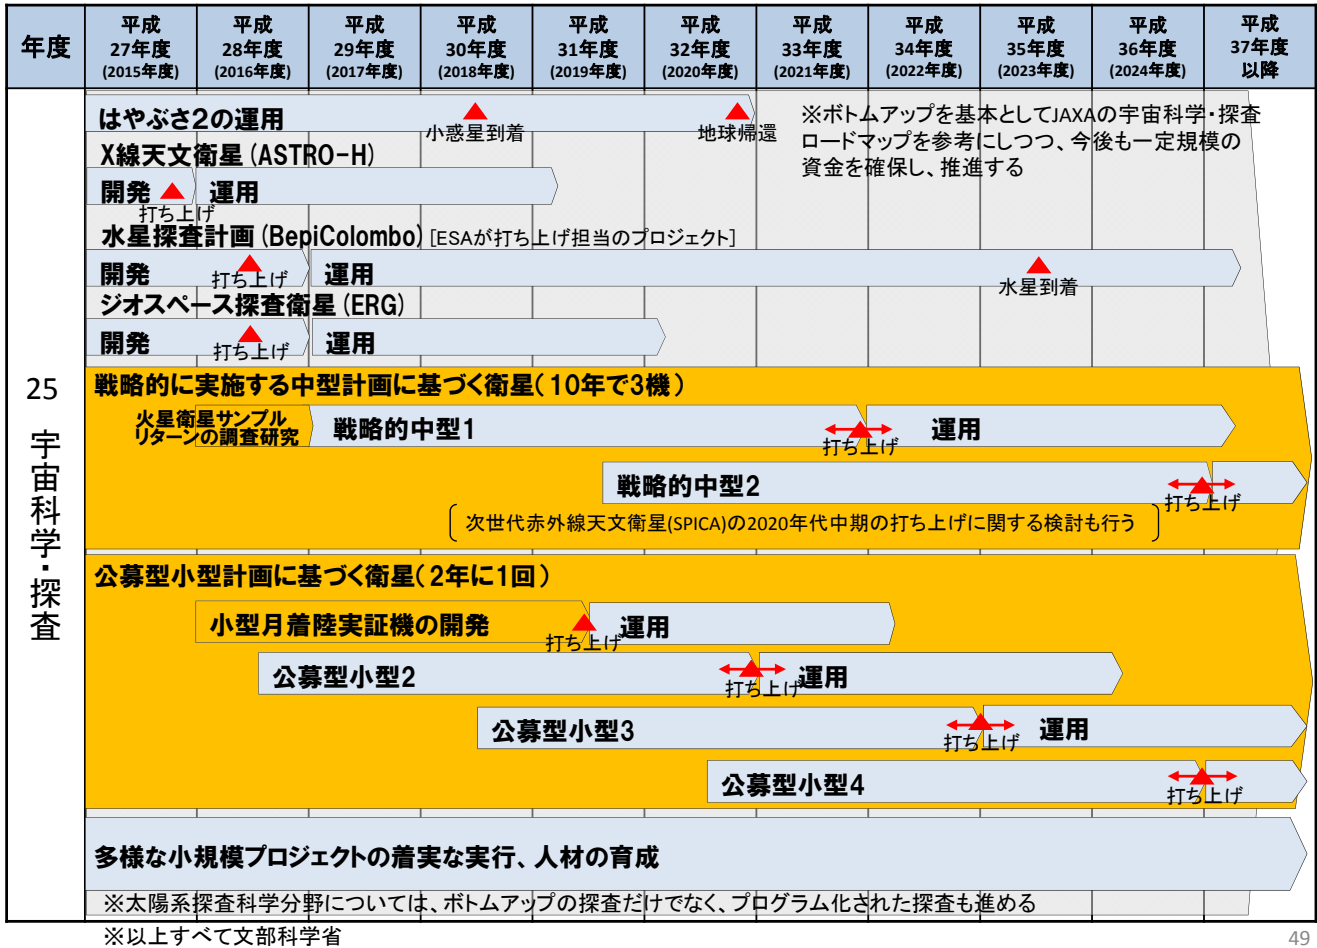 年度
平成
27年度
(2015年度)
平成
28年度
(2016年度)
平成
29年度
(2017年度)
平成
30年度
(2018年度)
平成
31年度
(2019年度)
平成
32年度
(2020年度)
平成
33年度
(2021年度)
平成
34年度
(2022年度)
平成
35年度
(2023年度)
平成
36年度
(2024年度)
平成
37年度
以降
25
宇宙科学・探査
はやぶさ2の運用
小惑星到着
地球帰還
※ボトムアップを基本としてJAXAの宇宙科学・探査
ロードマップを参考にしつつ、今後も一定規模の
資金を確保し、推進する
X線天文衛星(ASTRO-H)
開発
打ち上げ
運用
水星探査計画(BepiColombo)[ESAが打ち上げ担当のプロジェクト]
開発
打ち上げ
運用
水星到着
ジオスペース探査衛星(ERG)
開発
打ち上げ
運用
戦略的に実施する中型計画に基づく衛星(10年で3機)
火星衛星サンプル
リターンの調査研究
戦略的中型1
打ち上げ
運用
戦略的中型2
打ち上げ
次世代赤外線天文衛星(SPICA)の2020年代中期の打ち上げに関する検討も行う
公募型小型計画に基づく衛星(2年に1回)
小型月着陸実証機の開発
打ち上げ
運用
公募型小型2
打ち上げ
運用
公募型小型3
打ち上げ
運用
公募型小型4
打ち上げ
多様な小規模プロジェクトの着実な実行、人材の育成
※太陽系探査科学分野については、ボトムアップの探査だけでなく、プログラム化された探査も進める
※以上すべて文部科学省
49